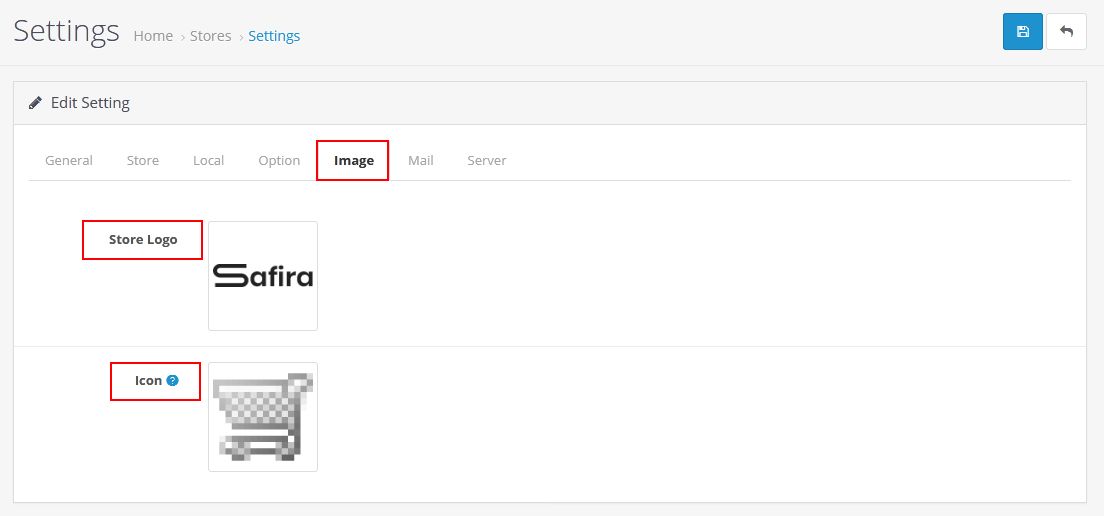 Settings Home › Stores › Settings
Edit Setting
General Store Local Option Image Mail Server
Store Logo
Safira
Icon ?